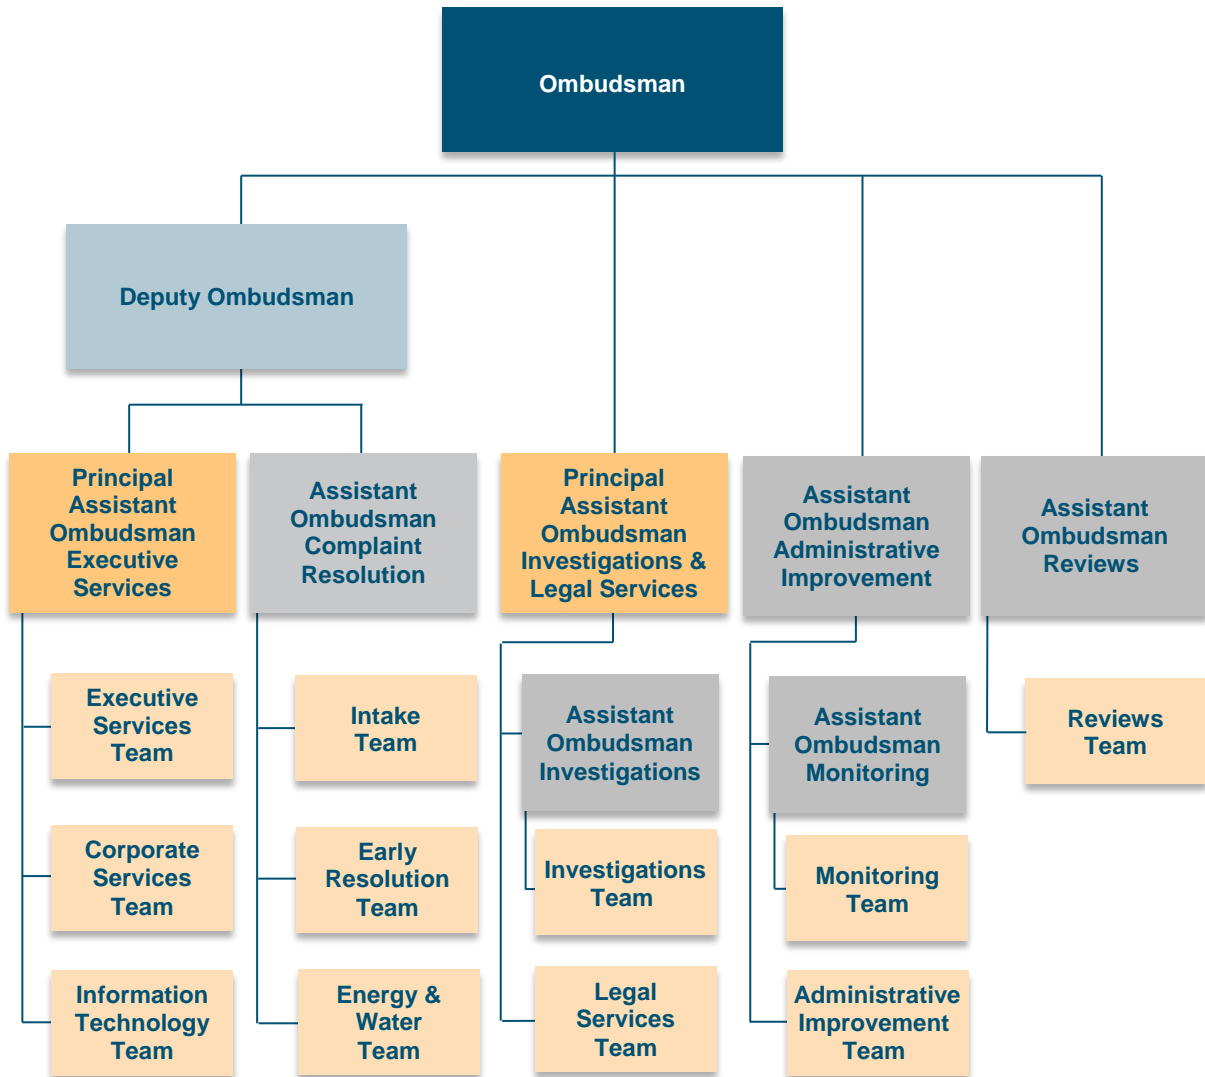 Ombudsman
Deputy Ombudsman
Principal
Assistant
Ombudsman
Executive
Services
Assistant
Ombudsman
Complaint
Resolution
Principal
Assistant
Ombudsman
Investigations &
Legal Services
Assistant
Ombudsman
Administrative
Improvement
Assistant
Ombudsman
Reviews
Executive
Services
Team
Intake
Team
Assistant
Ombudsman
Investigations
Assistant
Ombudsman
Monitoring
Reviews
Team
Corporate
Services
Team
Early
Resolution
Team
Investigations
Team
Monitoring
Team
Information
Technology
Team
Energy &
Water
Team
Legal
Services
Team
Administrative
Improvement
Team